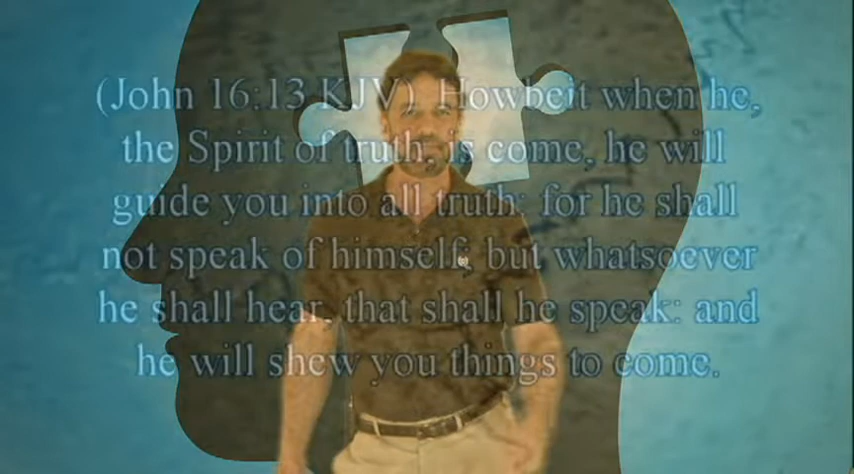 (John 16:13 KJV) Howbeit when he,
the Spirit of truth, is come, he will
guide you into all truth: for he shall
not speak of himself; but whatsoever
he shall hear, that shall he speak: and
he will shew you things to come.